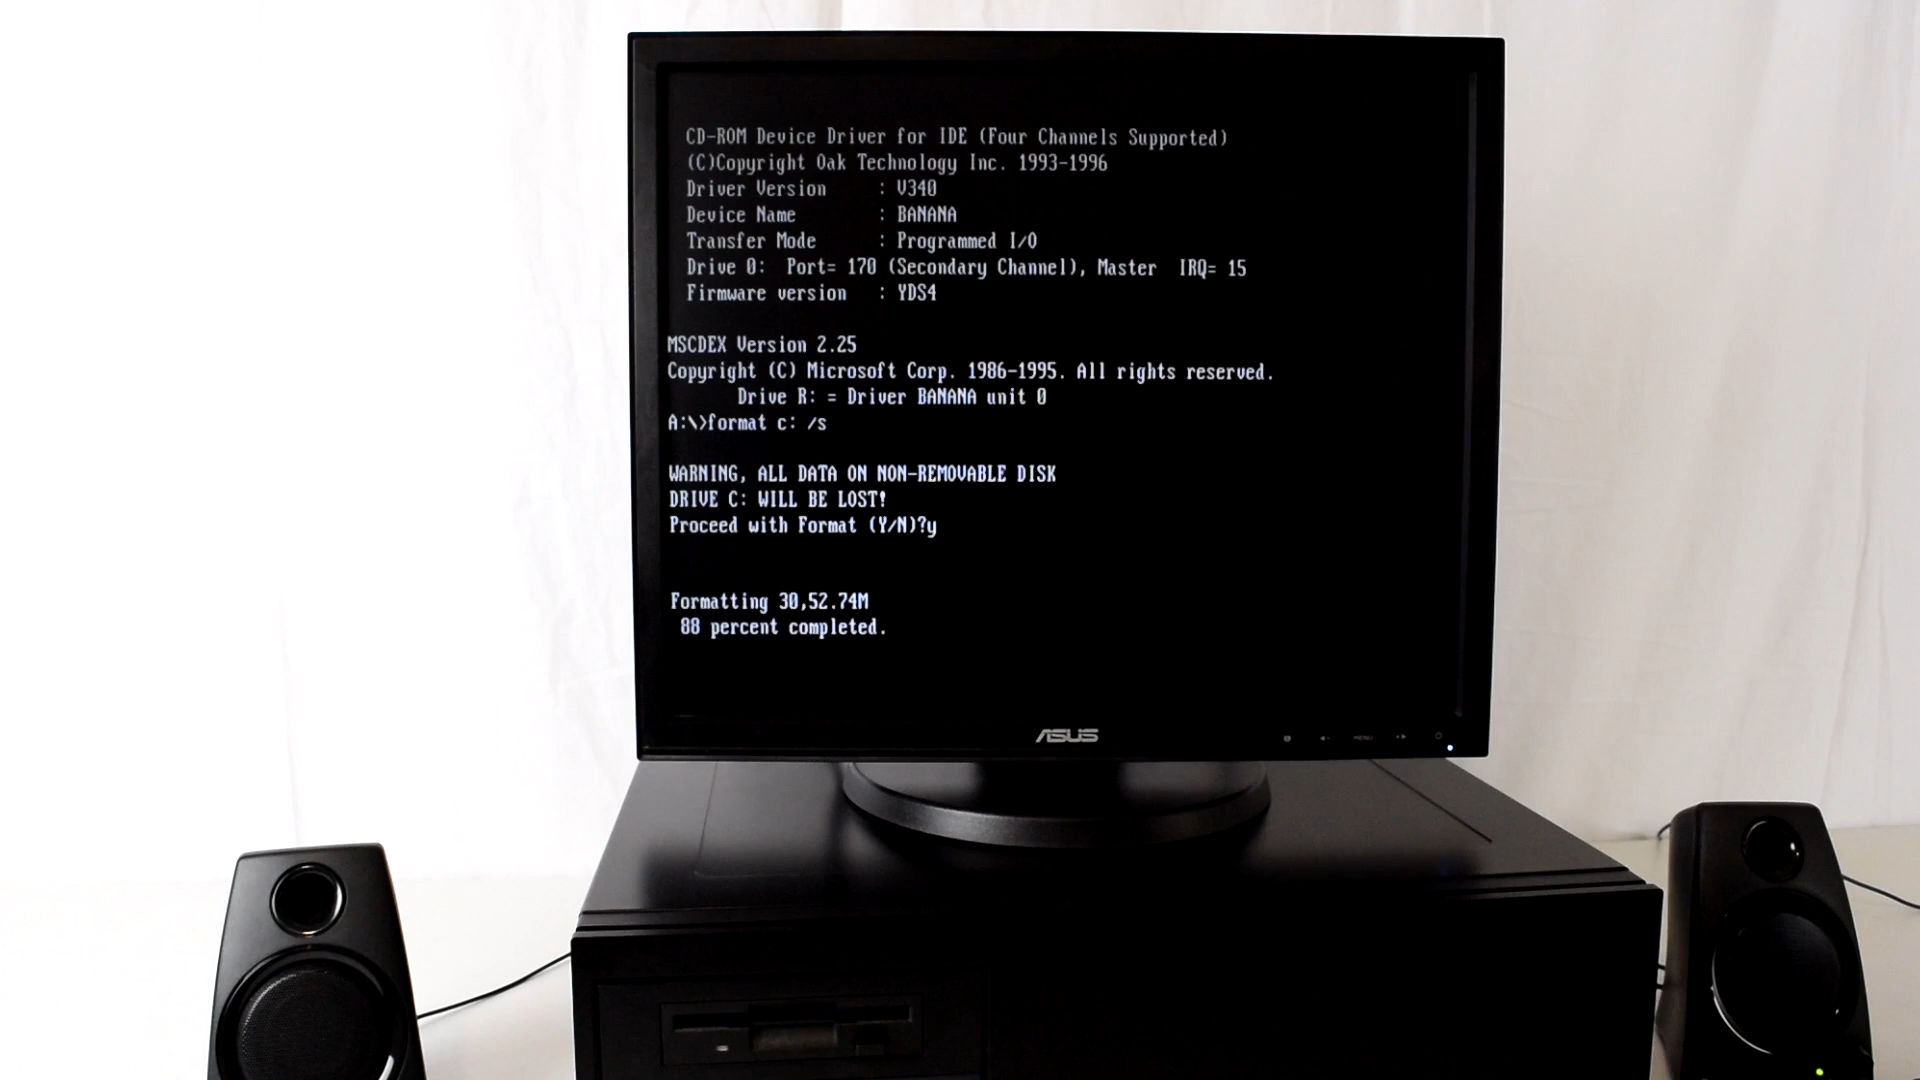 CD-ROM Device Driver for IDE (Four Channels Supported)
(C)Copyright Oak Technology Inc. 1993-1996
Driver Version : V340
Device Name : BANANA
Transfer Mode : Programmed I/O
Drive 0: Port= 170 (Secondary Channel), Master IRQ= 15
Firmware version : YDS4
MSCDEX Version 2.25
Copyright (C) Microsoft Corp. 1986-1995. All rights reserved.
Drive R: = Driver BANANA unit 0
A:\>format c: /s
WARNING, ALL DATA ON NON-REMOVABLE DISK
DRIVE C: WILL BE LOST!
Proceed with Format (Y/N)?y
Formatting 30,52.74M
88 percent completed.
ASUS
MENU